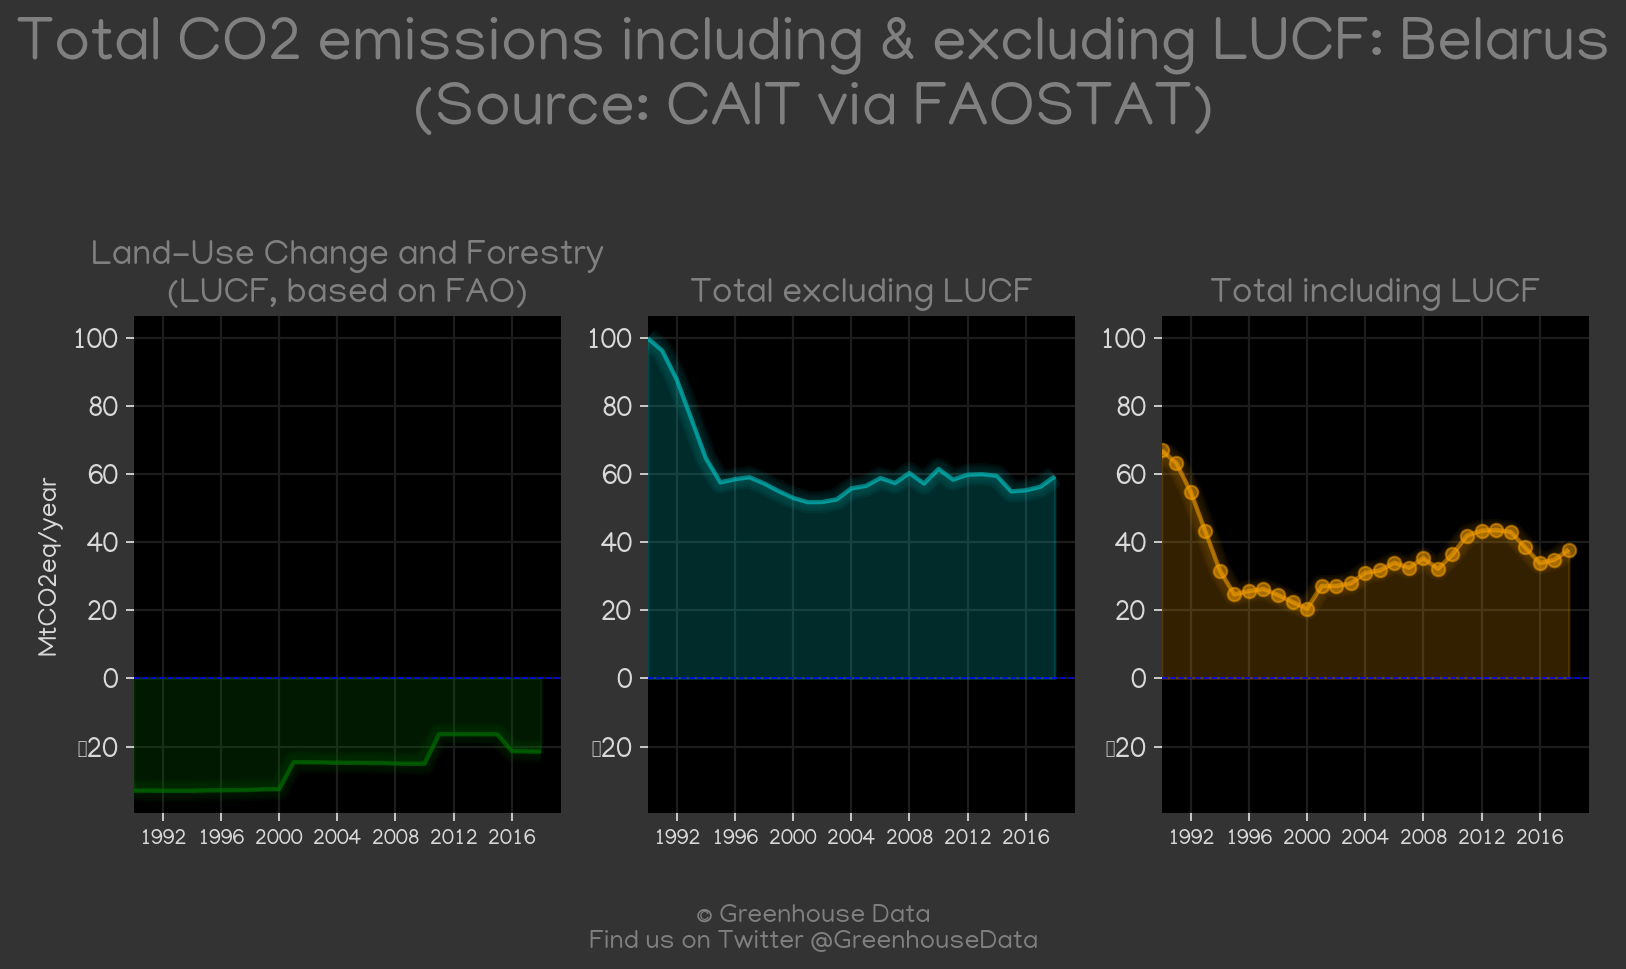 Total CO2 emissions including & excluding LUCF: Belarus
(Source: CAIT via FAOSTAT)
Land-Use Change and Forestry
(LUCF, based on FAO)
MtCO2eq/year
100
80
60
40
20
0
▯20
1992 1996 2000 2004 2008 2012 2016
Total excluding LUCF
100
80
60
40
20
0
▯20
1992 1996 2000 2004 2008 2012 2016
Total including LUCF
100
80
60
40
20
0
▯20
1992 1996 2000 2004 2008 2012 2016
© Greenhouse Data
Find us on Twitter @GreenhouseData